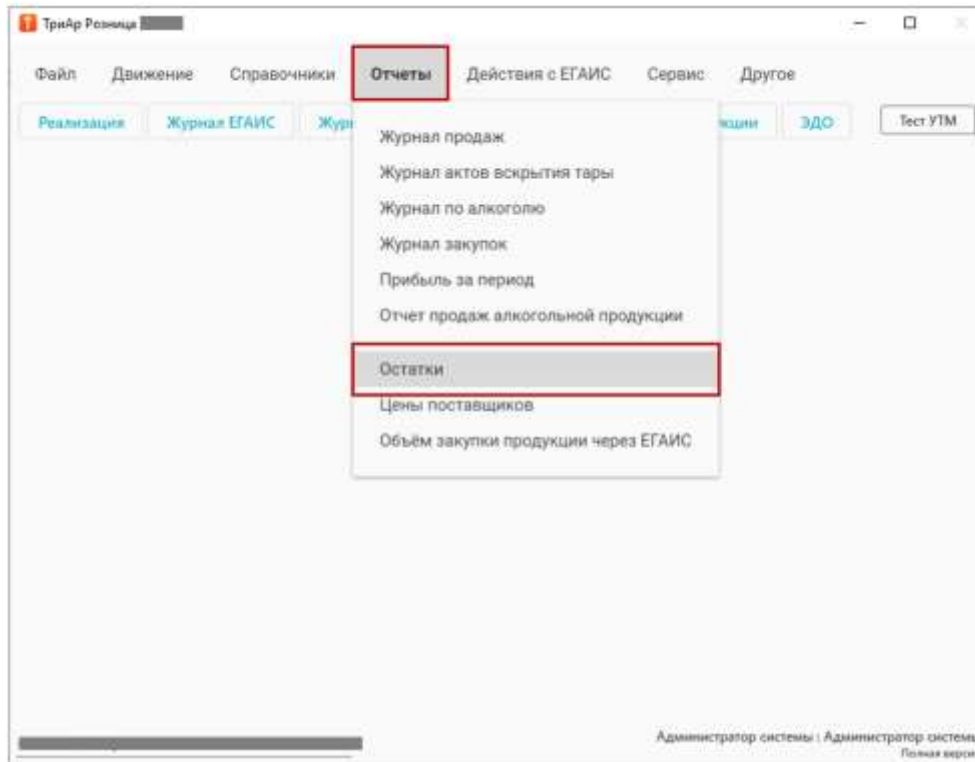 ТриАр Розница
Файл Движение Справочники Отчеты Действия с ЕГАИС Сервис Другое
Реализация Журнал ЕГАИС ЭДО Тест УТМ
Журнал продаж
Журнал актов вскрытия тары
Журнал по алкоголю
Журнал закупок
Прибыль за период
Отчет продаж алкогольной продукции
Остатки
Цены поставщиков
Объём закупки продукции через ЕГАИС
Администратор системы : Администратор системы
Полная версия